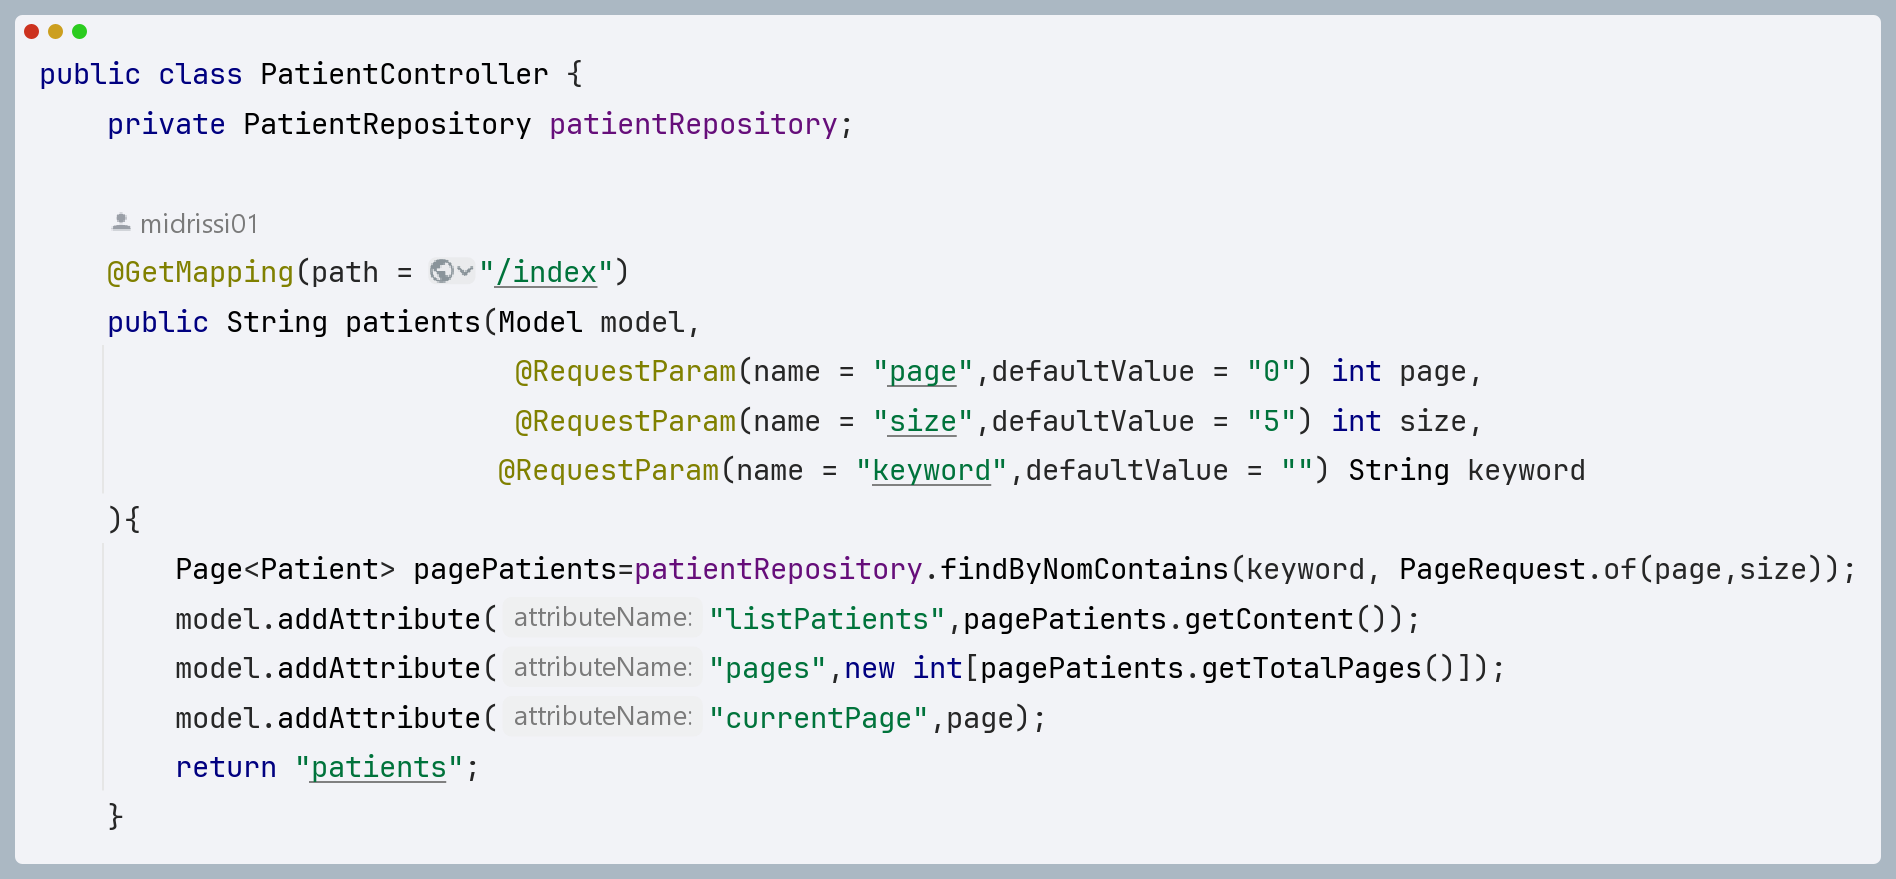 public class PatientController {
private PatientRepository patientRepository;
midrissi01
@GetMapping(path = "/index")
public String patients(Model model,
@RequestParam(name = "page",defaultValue = "0") int page,
@RequestParam(name = "size",defaultValue = "5") int size,
@RequestParam(name = "keyword",defaultValue = "") String keyword
){
Page<Patient> pagePatients=patientRepository.findByNomContains(keyword, PageRequest.of(page,size));
model.addAttribute( attributeName: "listPatients",pagePatients.getContent());
model.addAttribute( attributeName: "pages",new int[pagePatients.getTotalPages()]);
model.addAttribute( attributeName: "currentPage",page);
return "patients";
}